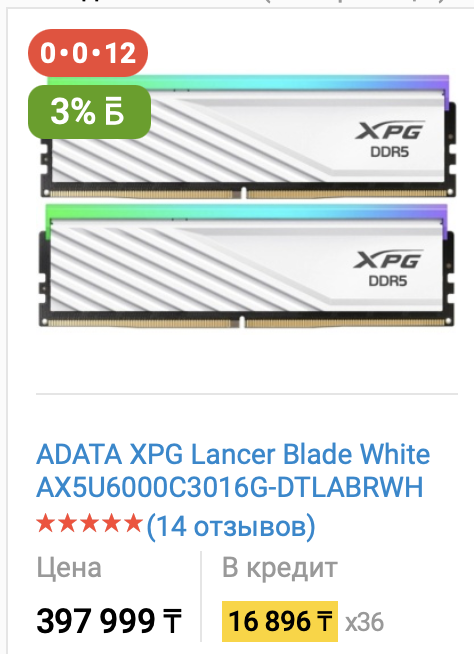 0•0•12
3% Б
XPG
DDR5
XPG
DDR5
ADATA XPG Lancer Blade White
AX5U6000C3016G-DTLABRWH
★★★★★(14 отзывов)
Цена
В кредит
397 999 ₸
16 896 ₸ x36